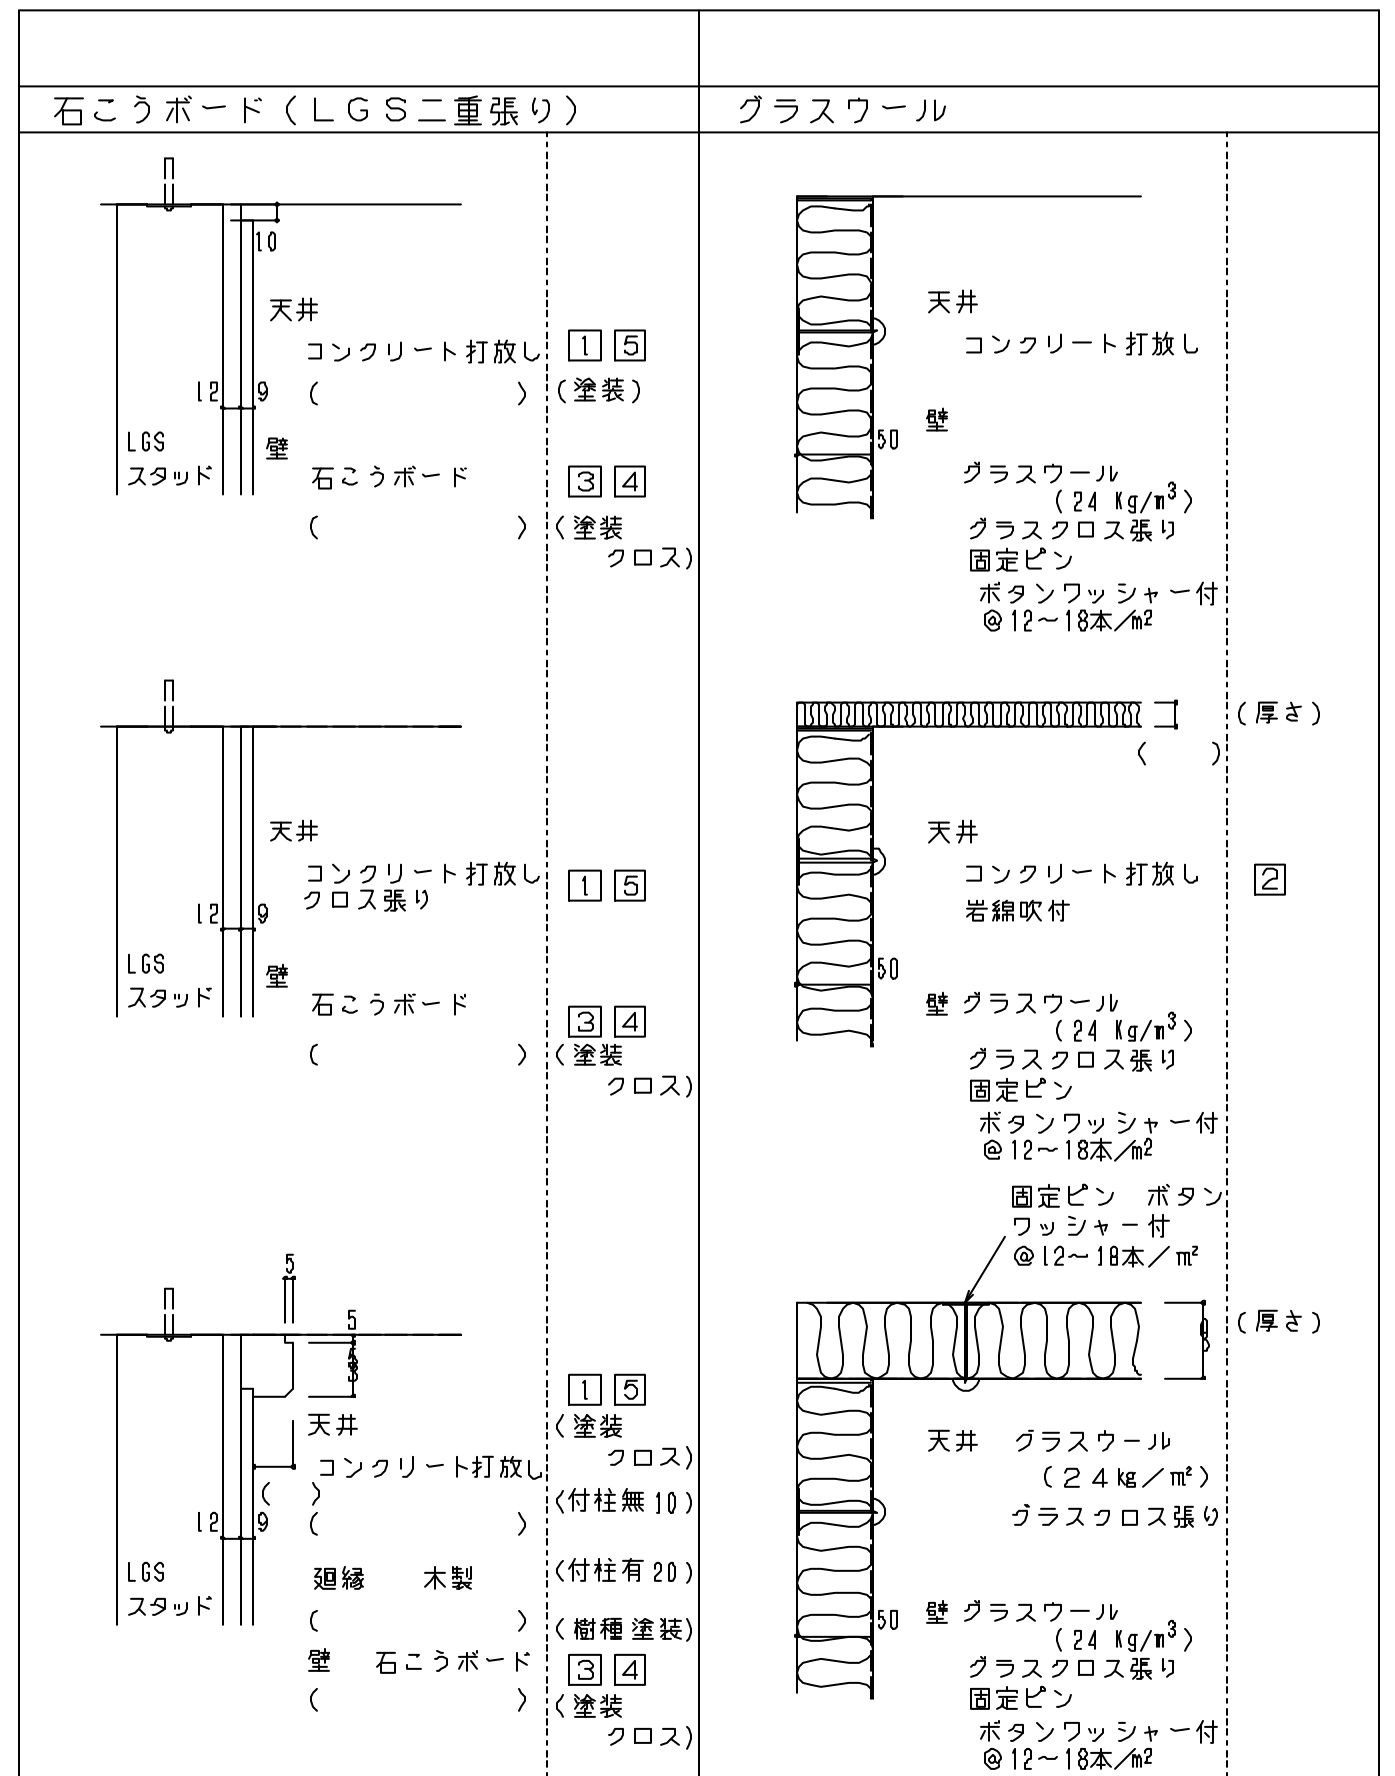 石こうボード(LGS二重張り)
10
天井
コンクリート打放し
1 5
( )
(塗装)
12 9
LGS
スタッド
壁
石こうボード
3 4
( )
(塗装
クロス)
天井
コンクリート打放し
クロス張り
1 5
12 9
LGS
スタッド
壁
石こうボード
3 4
( )
(塗装
クロス)
5
5
天井
1 5
(塗装
クロス)
コンクリート打放し
( )
(付柱無10)
12 9
( )
LGS
スタッド
廻縁 木製
(付柱有20)
( )
(樹種塗装)
壁 石こうボード
3 4
( )
(塗装
クロス)
グラスウール
天井
コンクリート打放し
壁
50
グラスウール
(24 Kg/m³)
グラスクロス張り
固定ピン
ボタンワッシャー付
@12~18本/m²
(厚さ)
( )
天井
コンクリート打放し
2
岩綿吹付
50
壁 グラスウール
(24 Kg/m³)
グラスクロス張り
固定ピン
ボタンワッシャー付
@12~18本/m²
固定ピン ボタン
ワッシャー付
@12~18本/m²
(厚さ)
天井 グラスウール
(24kg/m²)
グラスクロス張り
50
壁 グラスウール
(24 Kg/m³)
グラスクロス張り
固定ピン
ボタンワッシャー付
@12~18本/m²